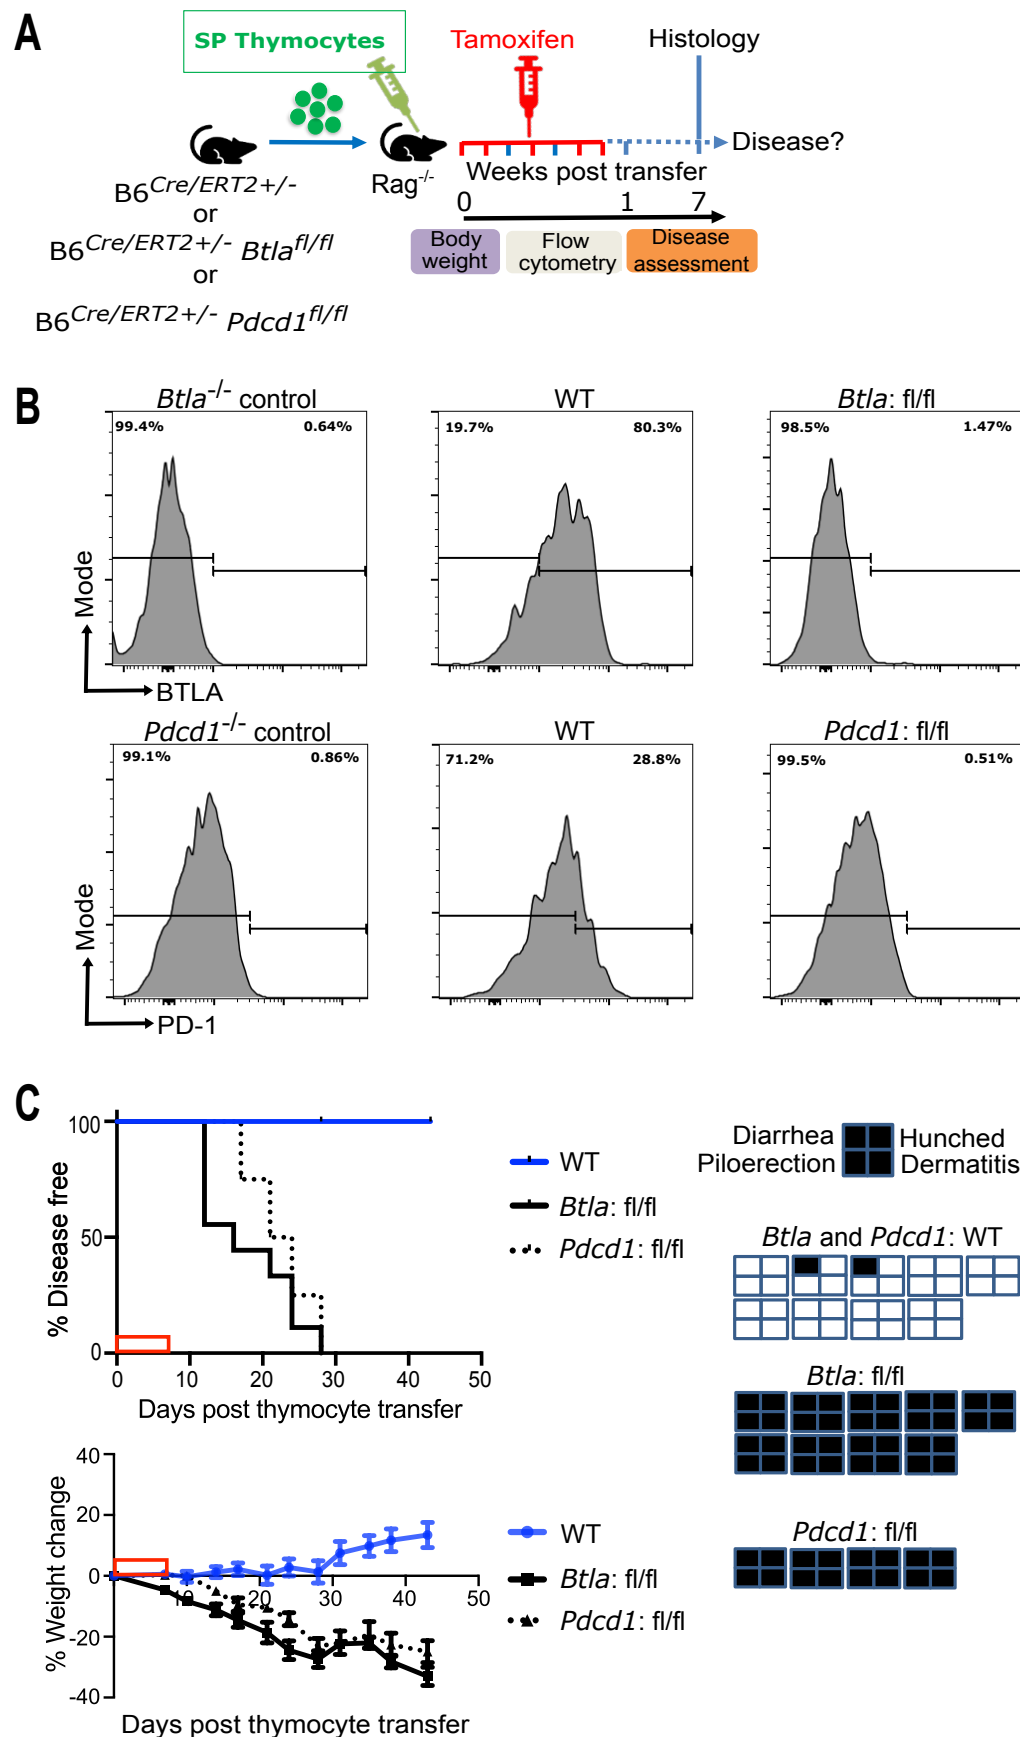 A
SP Thymocytes
Tamoxifen
Histology
Disease?
Rag-/-
Weeks post transfer
0 1 7
B6Cre/ERT2+/-
or
B6Cre/ERT2+/- Btlafl/fl
or
B6Cre/ERT2+/- Pdcd1fl/fl
Body
weight
Flow
cytometry
Disease
assessment
B
Btla-/- control
WT
Btla: fl/fl
99.4% 0.64%
19.7% 80.3%
98.5% 1.47%
Mode
BTLA
Pdcd1-/- control
WT
Pdcd1: fl/fl
99.1% 0.86%
71.2% 28.8%
99.5% 0.51%
Mode
PD-1
C
100
50
0
% Disease free
0 10 20 30 40 50
Days post thymocyte transfer
WT
Btla: fl/fl
Pdcd1: fl/fl
Diarrhea Hunched
Piloerection Dermatitis
Btla and Pdcd1: WT
Btla: fl/fl
Pdcd1: fl/fl
40
20
0
-20
-40
% Weight change
10 20 30 40 50
Days post thymocyte transfer
WT
Btla: fl/fl
Pdcd1: fl/fl